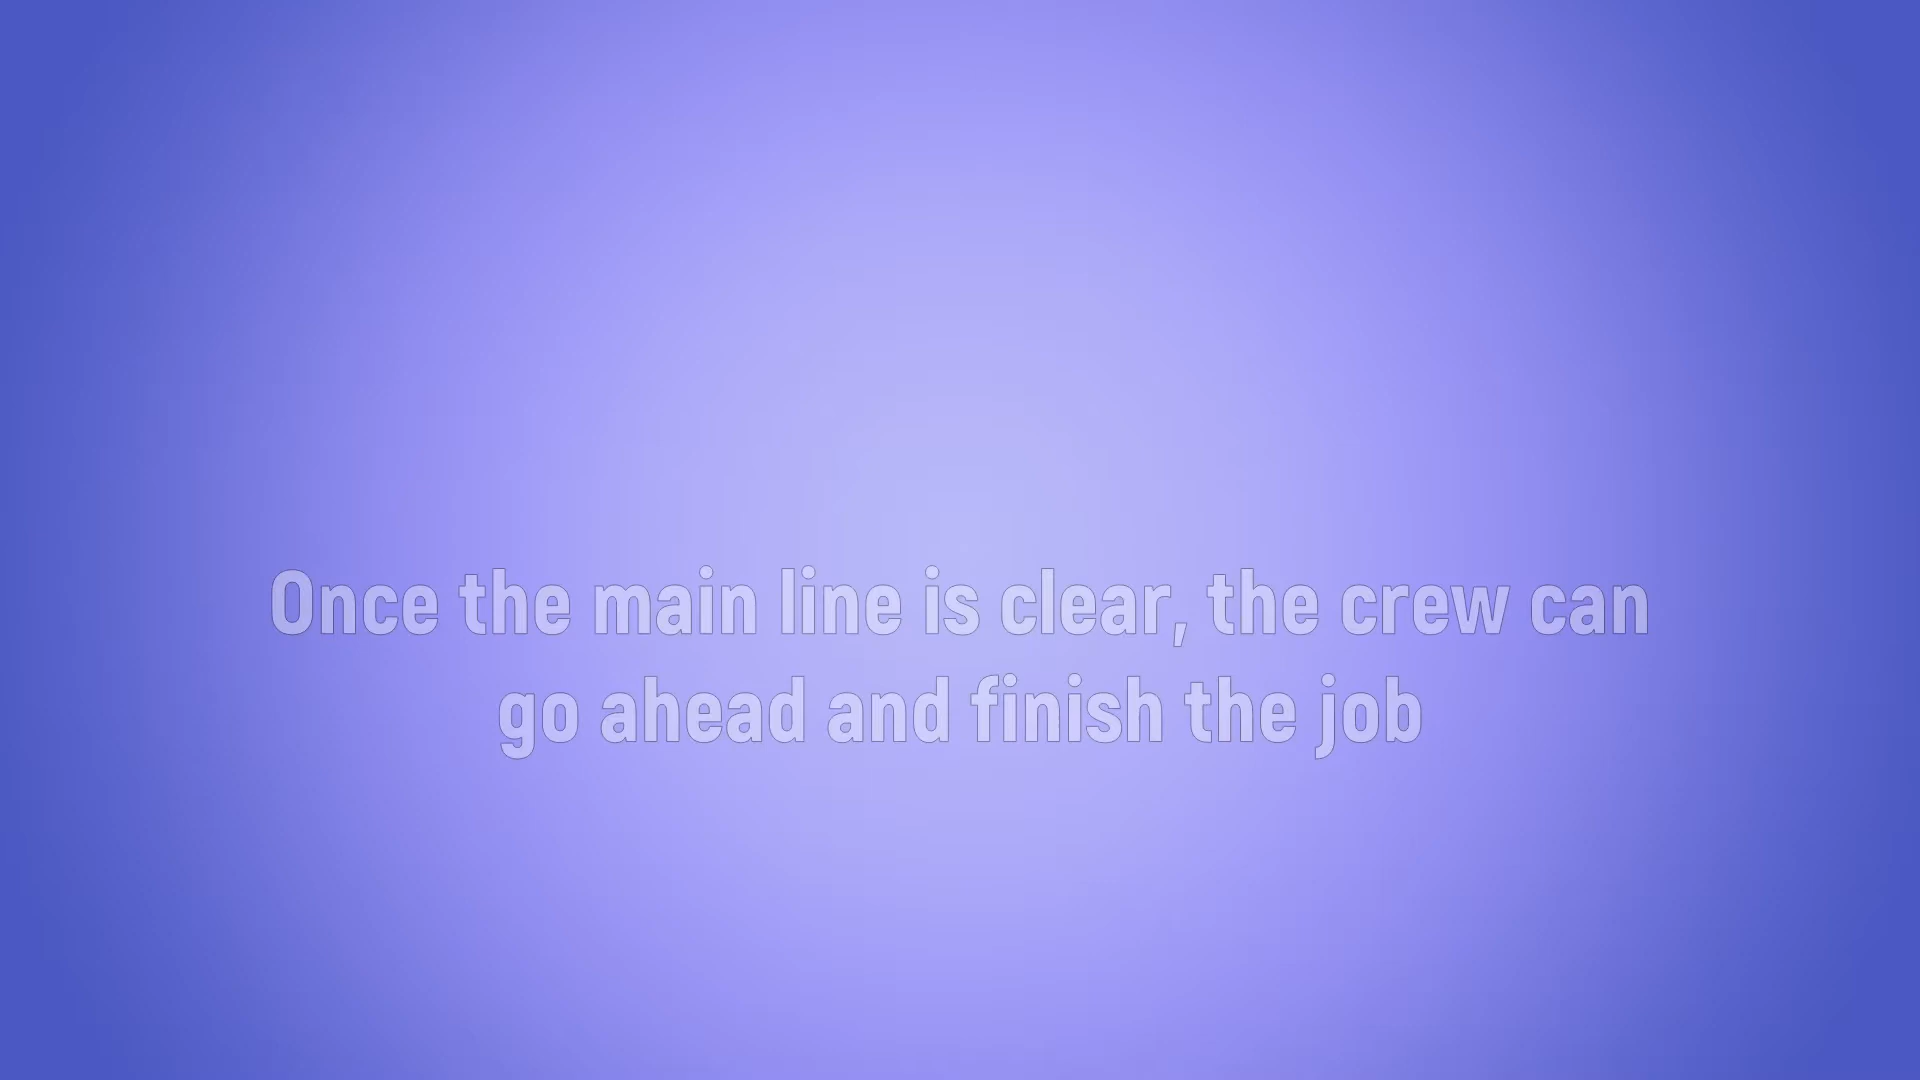 Once the main line is clear, the crew can
go ahead and finish the job